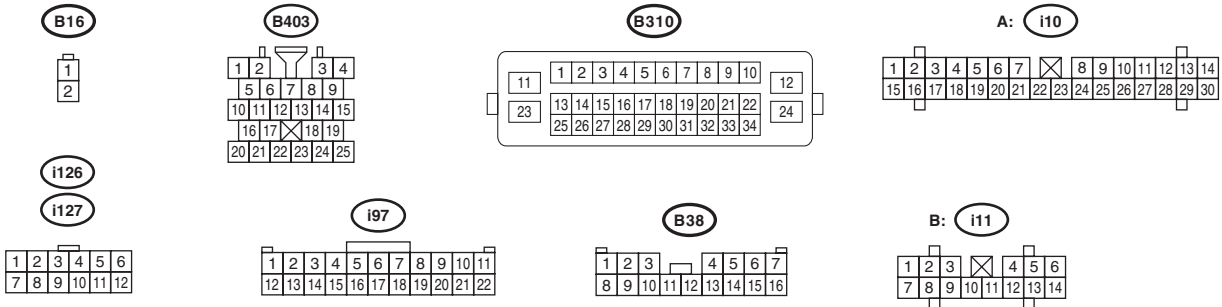 B16
1
2
B403
1 2 3 4
5 6 7 8 9
10 11 12 13 14 15
16 17 18 19
20 21 22 23 24 25
B310
11 1 2 3 4 5 6 7 8 9 10 12
23 13 14 15 16 17 18 19 20 21 22 24
25 26 27 28 29 30 31 32 33 34
A: i10
1 2 3 4 5 6 7 8 9 10 11 12 13 14
15 16 17 18 19 20 21 22 23 24 25 26 27 28 29 30
i126
i127
1 2 3 4 5 6
7 8 9 10 11 12
i97
1 2 3 4 5 6 7 8 9 10 11
12 13 14 15 16 17 18 19 20 21 22
B38
1 2 3 4 5 6 7
8 9 10 11 12 13 14 15 16
B: i11
1 2 3 4 5 6
7 8 9 10 11 12 13 14